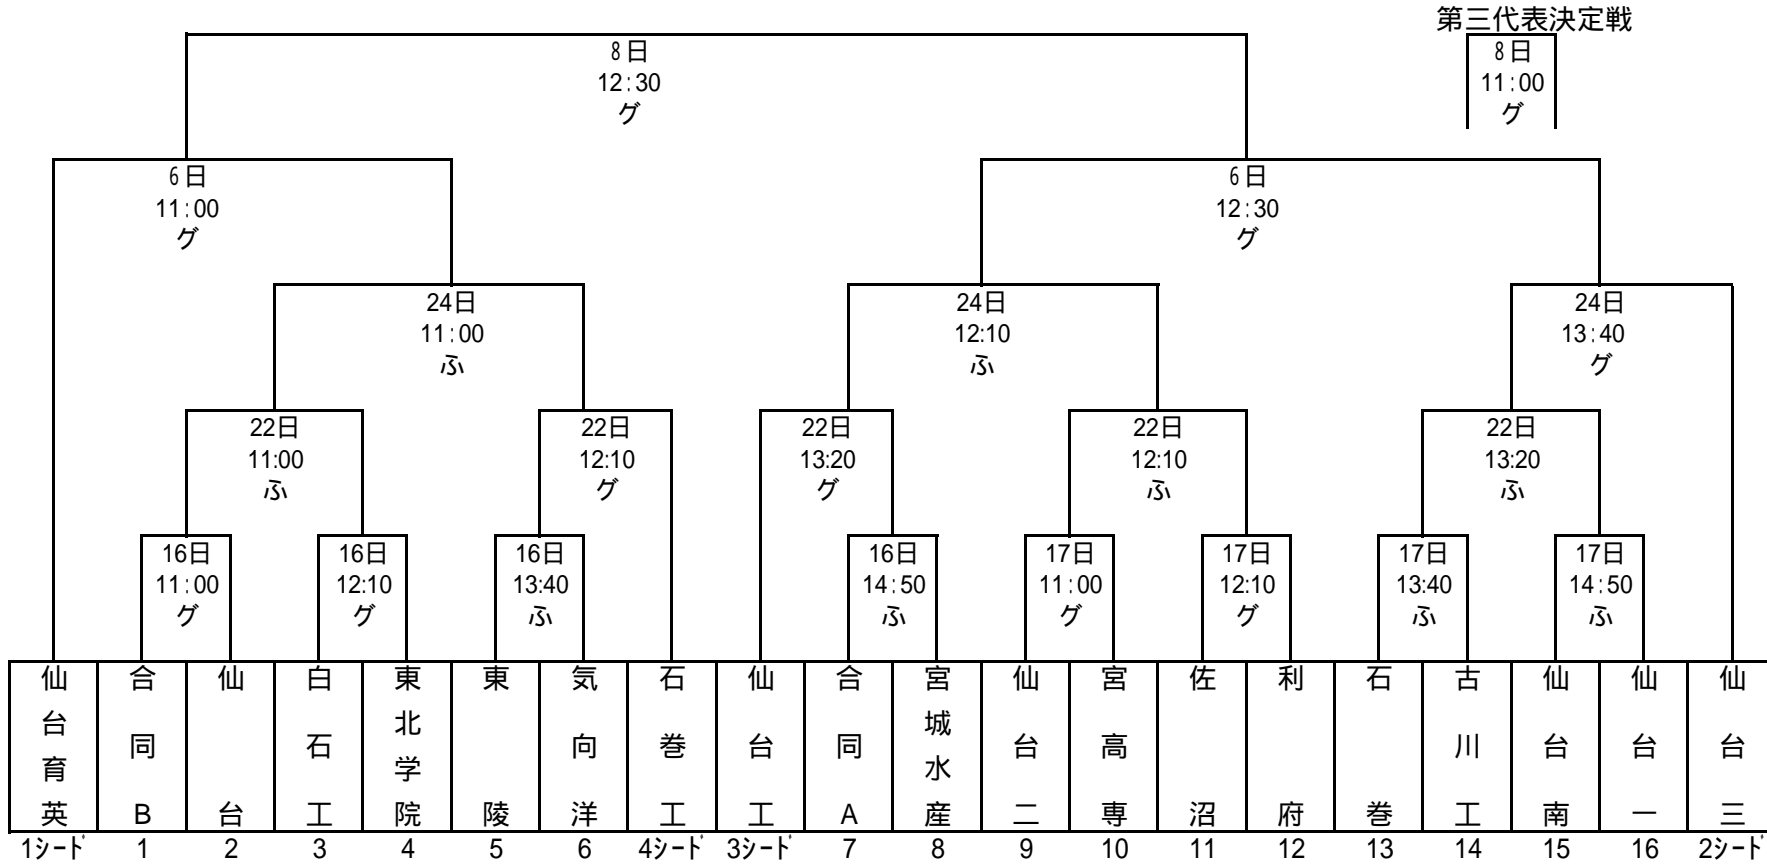 第三代表決定戦
8日
12:30
グ
8日
11:00
グ
6日
11:00
グ
6日
12:30
グ
24日
11:00
ふ
24日
12:10
ふ
24日
13:40
グ
22日
11:00
ふ
22日
12:10
グ
22日
13:20
グ
22日
12:10
ふ
22日
13:20
ふ
16日
11:00
グ
16日
12:10
グ
16日
13:40
ふ
16日
14:50
ふ
17日
11:00
グ
17日
12:10
グ
17日
13:40
ふ
17日
14:50
ふ
仙台育英
合同B
仙台
白石工
東北学院
東陵
気向洋
石巻工
仙台工
合同A
宮城水産
仙台二
宮高専
佐沼
利府
石巻
古川工
仙台南
仙台一
仙台三
1シード 1 2 3 4 5 6 4シード 3シード 7 8 9 10 11 12 13 14 15 16 2シード